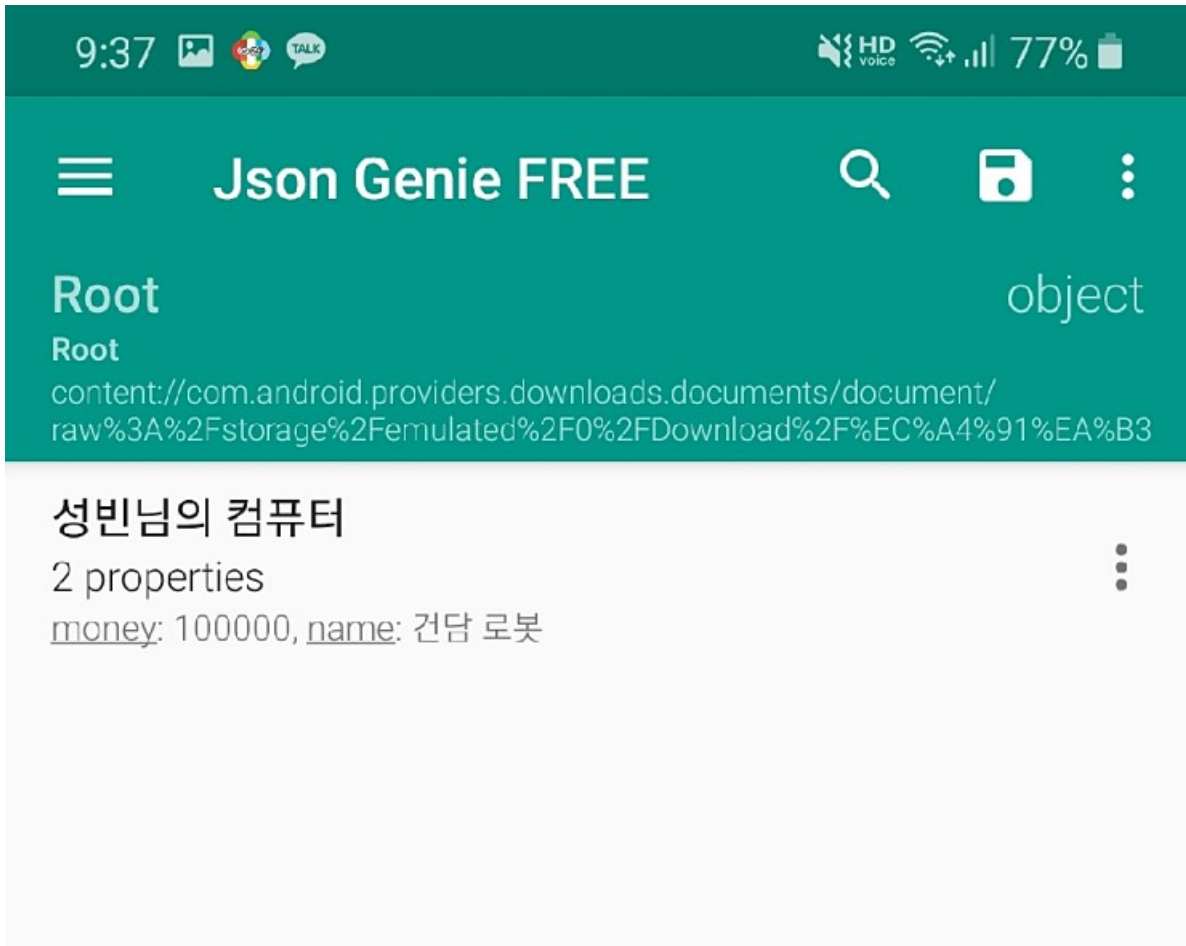 9:37 TALK HD voice 77%
Json Genie FREE
Root object
Root
content://com.android.providers.downloads.documents/document/
raw%3A%2Fstorage%2Femulated%2F0%2FDownload%2F%EC%A4%91%EA%B3
성빈님의 컴퓨터
2 properties
money: 100000, name: 건담 로봇